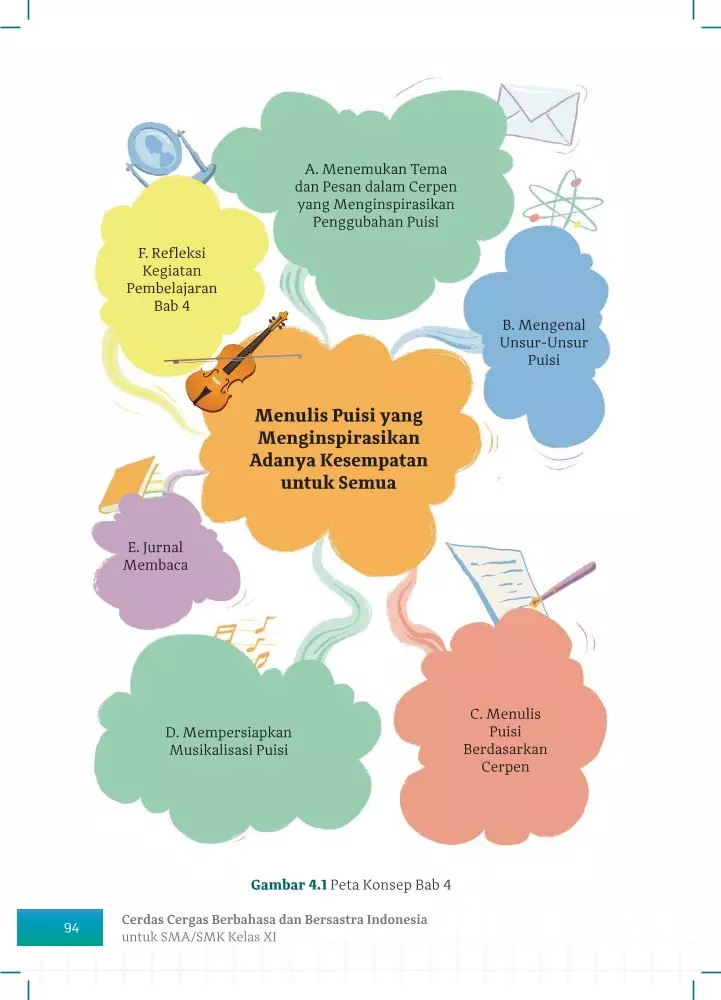 A. Menemukan Tema
dan Pesan dalam Cerpen
yang Menginspirasikan
Penggubahan Puisi
F. Refleksi
Kegiatan
Pembelajaran
Bab 4
B. Mengenal
Unsur-Unsur
Puisi
Menulis Puisi yang
Menginspirasikan
Adanya Kesempatan
untuk Semua
E. Jurnal
Membaca
C. Menulis
Puisi
Berdasarkan
Cerpen
D. Mempersiapkan
Musikalisasi Puisi
Gambar 4.1 Peta Konsep Bab 4
94
Cerdas Cergas Berbahasa dan Bersastra Indonesia
untuk SMA/SMK Kelas XI